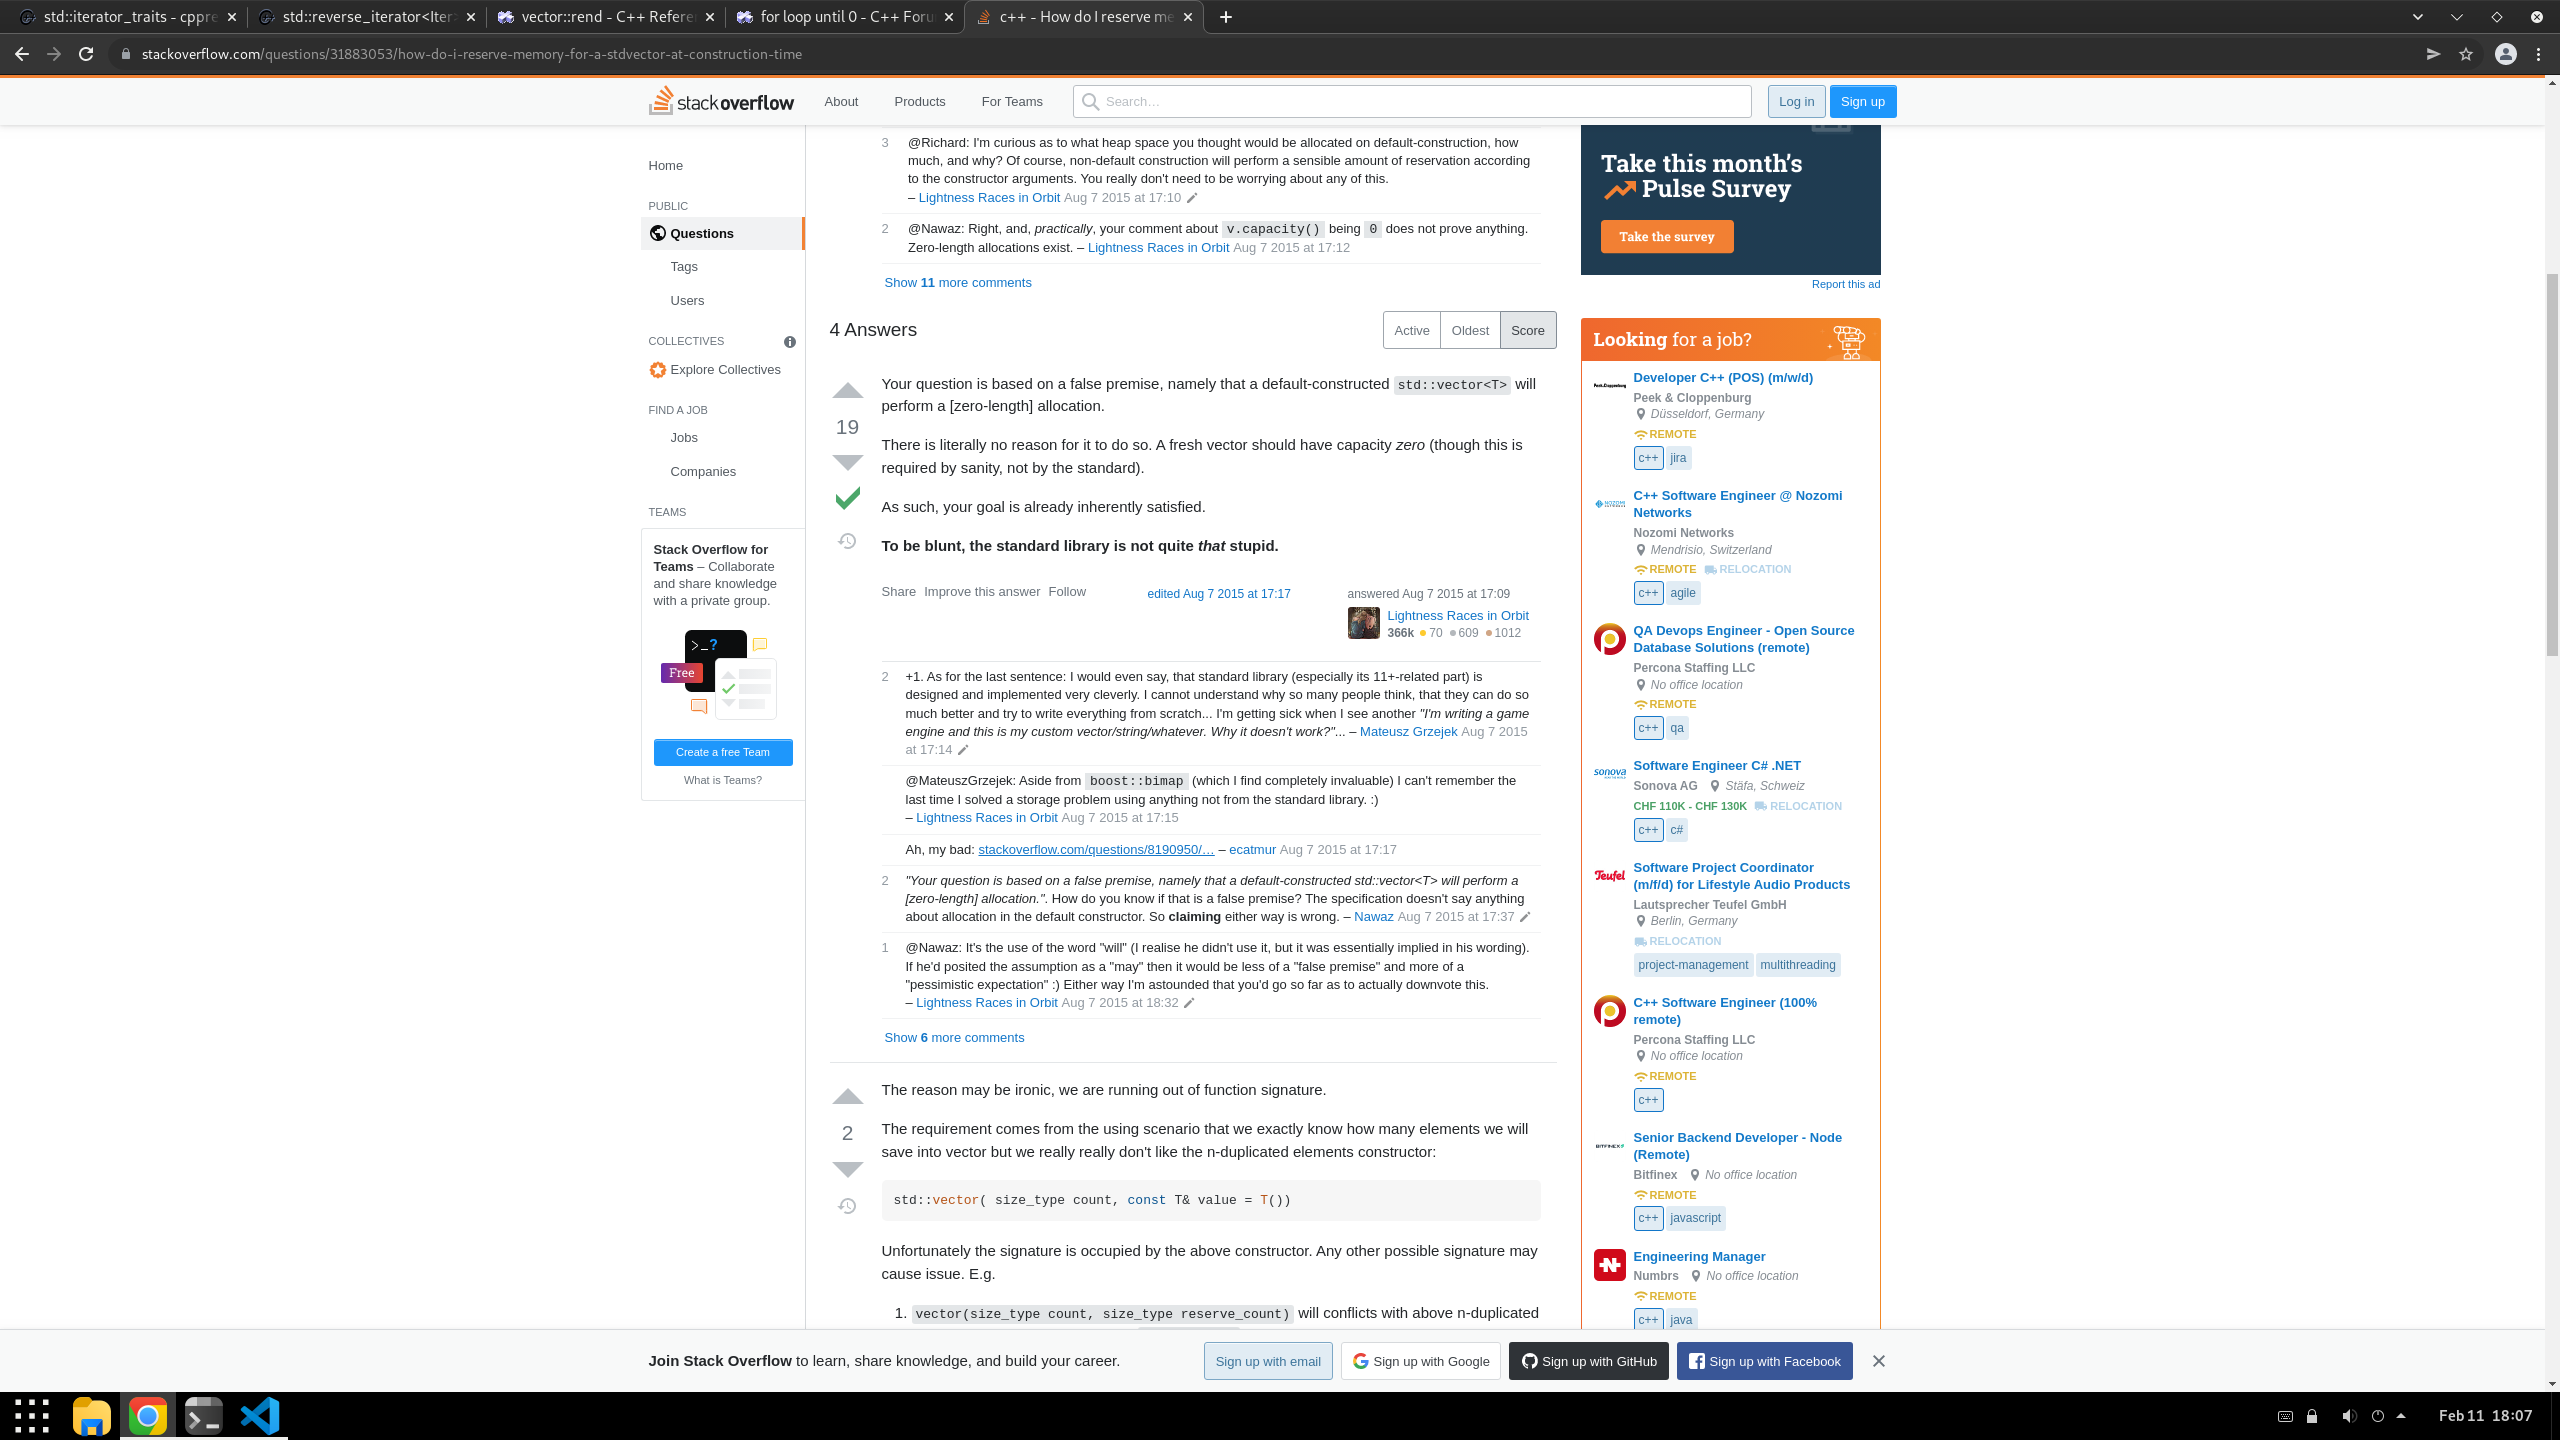 std::iterator_traits - cppre
std::reverse_iterator<Iter>
vector::rend - C++ Refere
for loop until 0 - C++ Foru
c++ - How do I reserve me
stackoverflow.com/questions/31883053/how-do-i-reserve-memory-for-a-stdvector-at-construction-time
stackoverflow
About
Products
For Teams
Search…
Log in
Sign up
Home
PUBLIC
Questions
Tags
Users
COLLECTIVES
Explore Collectives
FIND A JOB
Jobs
Companies
TEAMS
Stack Overflow for
Teams – Collaborate
and share knowledge
with a private group.
>_?
Free
Create a free Team
What is Teams?
3 @Richard: I'm curious as to what heap space you thought would be allocated on default-construction, how
much, and why? Of course, non-default construction will perform a sensible amount of reservation according
to the constructor arguments. You really don't need to be worrying about any of this.
– Lightness Races in Orbit Aug 7 2015 at 17:10
2 @Nawaz: Right, and, practically, your comment about v.capacity() being 0 does not prove anything.
Zero-length allocations exist. – Lightness Races in Orbit Aug 7 2015 at 17:12
Show 11 more comments
4 Answers
Active Oldest Score
19
Your question is based on a false premise, namely that a default-constructed std::vector<T> will
perform a [zero-length] allocation.
There is literally no reason for it to do so. A fresh vector should have capacity zero (though this is
required by sanity, not by the standard).
As such, your goal is already inherently satisfied.
To be blunt, the standard library is not quite that stupid.
Share Improve this answer Follow
edited Aug 7 2015 at 17:17
answered Aug 7 2015 at 17:09
Lightness Races in Orbit
366k 70 609 1012
2 +1. As for the last sentence: I would even say, that standard library (especially its 11+-related part) is
designed and implemented very cleverly. I cannot understand why so many people think, that they can do so
much better and try to write everything from scratch... I'm getting sick when I see another "I'm writing a game
engine and this is my custom vector/string/whatever. Why it doesn't work?"... – Mateusz Grzejek Aug 7 2015
at 17:14
@MateuszGrzejek: Aside from boost::bimap (which I find completely invaluable) I can't remember the
last time I solved a storage problem using anything not from the standard library. :)
– Lightness Races in Orbit Aug 7 2015 at 17:15
Ah, my bad: stackoverflow.com/questions/8190950/… – ecatmur Aug 7 2015 at 17:17
2 "Your question is based on a false premise, namely that a default-constructed std::vector<T> will perform a
[zero-length] allocation.". How do you know if that is a false premise? The specification doesn't say anything
about allocation in the default constructor. So claiming either way is wrong. – Nawaz Aug 7 2015 at 17:37
1 @Nawaz: It's the use of the word "will" (I realise he didn't use it, but it was essentially implied in his wording).
If he'd posited the assumption as a "may" then it would be less of a "false premise" and more of a
"pessimistic expectation" :) Either way I'm astounded that you'd go so far as to actually downvote this.
– Lightness Races in Orbit Aug 7 2015 at 18:32
Show 6 more comments
2
The reason may be ironic, we are running out of function signature.
The requirement comes from the using scenario that we exactly know how many elements we will
save into vector but we really really don't like the n-duplicated elements constructor:
std::vector( size_type count, const T& value = T())
Unfortunately the signature is occupied by the above constructor. Any other possible signature may
cause issue. E.g.
1. vector(size_type count, size_type reserve_count) will conflicts with above n-duplicated
Take this month's
Pulse Survey
Take the survey
Report this ad
Looking for a job?
Developer C++ (POS) (m/w/d)
Peek & Cloppenburg
Düsseldorf, Germany
REMOTE
c++ jira
NOZOMI
C++ Software Engineer @ Nozomi
Networks
Nozomi Networks
Mendrisio, Switzerland
REMOTE RELOCATION
c++ agile
QA Devops Engineer - Open Source
Database Solutions (remote)
Percona Staffing LLC
No office location
REMOTE
c++ qa
sonova
Software Engineer C# .NET
Sonova AG Stäfa, Schweiz
CHF 110K - CHF 130K RELOCATION
c++ c#
Teufel
Software Project Coordinator
(m/f/d) for Lifestyle Audio Products
Lautsprecher Teufel GmbH
Berlin, Germany
RELOCATION
project-management multithreading
C++ Software Engineer (100%
remote)
Percona Staffing LLC
No office location
REMOTE
c++
BITFINEX
Senior Backend Developer - Node
(Remote)
Bitfinex No office location
REMOTE
c++ javascript
Engineering Manager
Numbrs No office location
REMOTE
c++ java
Join Stack Overflow to learn, share knowledge, and build your career.
Sign up with email
Sign up with Google
Sign up with GitHub
Sign up with Facebook
Feb 11 18:07